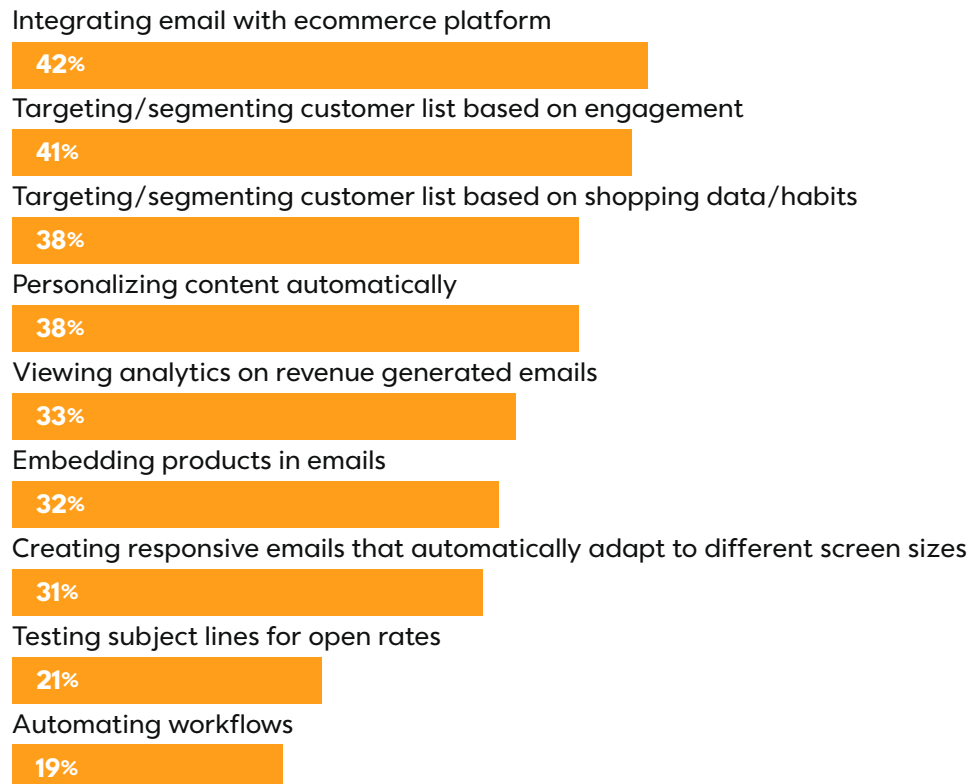 Integrating email with ecommerce platform
42%
Targeting/segmenting customer list based on engagement
41%
Targeting/segmenting customer list based on shopping data/habits
38%
Personalizing content automatically
38%
Viewing analytics on revenue generated emails
33%
Embedding products in emails
32%
Creating responsive emails that automatically adapt to different screen sizes
31%
Testing subject lines for open rates
21%
Automating workflows
19%